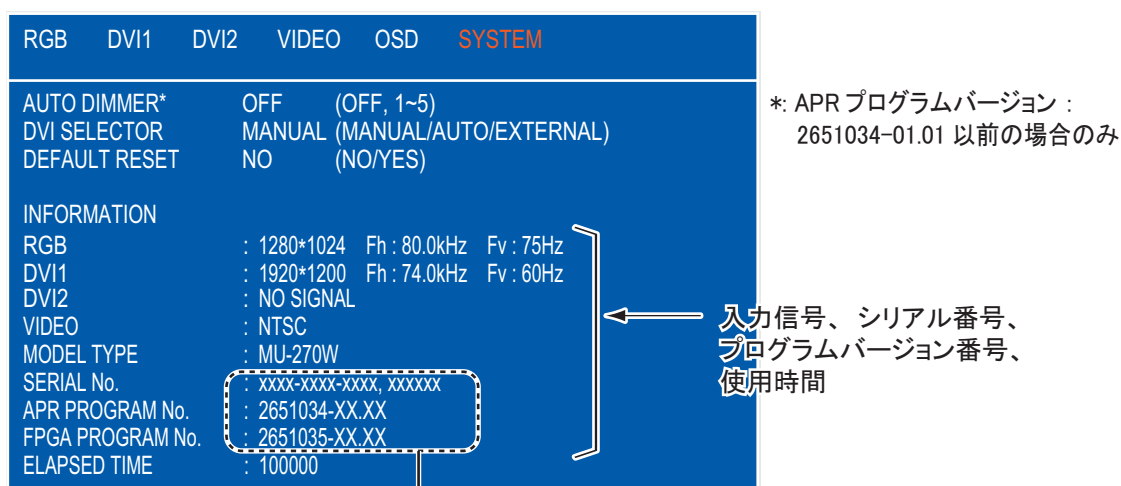 RGB DVI1 DVI2 VIDEO OSD SYSTEM
AUTO DIMMER* OFF (OFF, 1~5)
DVI SELECTOR MANUAL (MANUAL/AUTO/EXTERNAL)
DEFAULT RESET NO (NO/YES)
*: APR プログラムバージョン :
2651034-01.01 以前の場合のみ
INFORMATION
RGB : 1280*1024 Fh : 80.0kHz Fv : 75Hz
DVI1 : 1920*1200 Fh : 74.0kHz Fv : 60Hz
DVI2 : NO SIGNAL
VIDEO : NTSC
MODEL TYPE : MU-270W
SERIAL No. : xxxx-xxxx-xxxx, xxxxxx
APR PROGRAM No. : 2651034-XX.XX
FPGA PROGRAM No. : 2651035-XX.XX
ELAPSED TIME : 100000
入力信号、シリアル番号、
プログラムバージョン番号、
使用時間